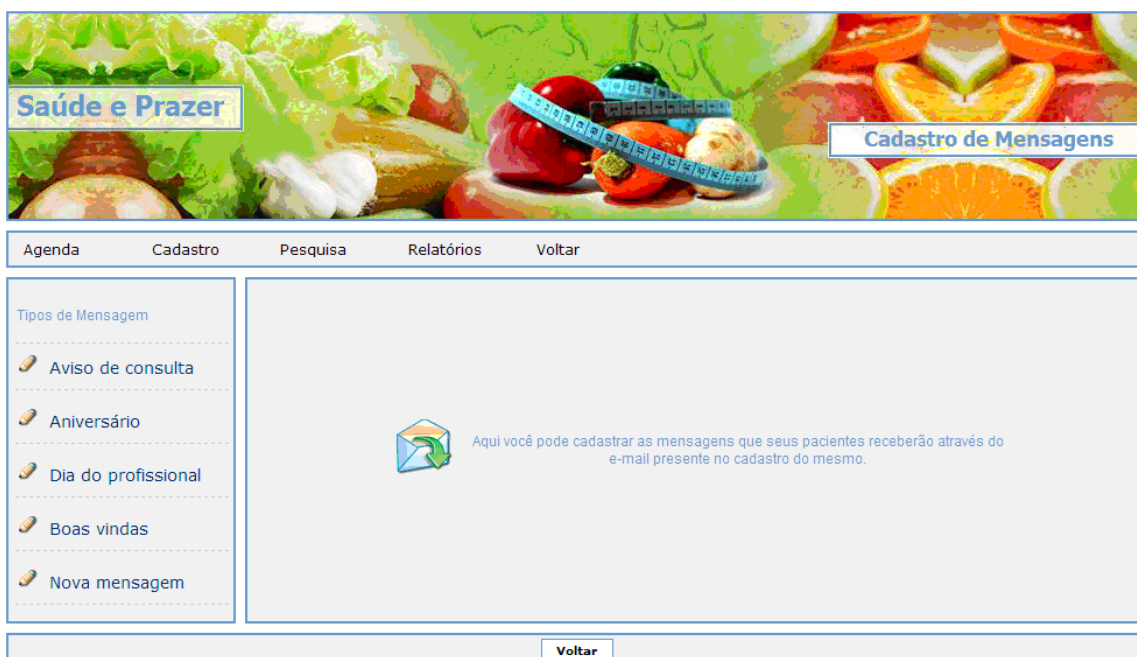 Saúde e Prazer
Cadastro de Mensagens
Agenda Cadastro Pesquisa Relatórios Voltar
Tipos de Mensagem
Aviso de consulta
Aniversário
Dia do profissional
Boas vindas
Nova mensagem
Aqui você pode cadastrar as mensagens que seus pacientes receberão através do
e-mail presente no cadastro do mesmo.
Voltar